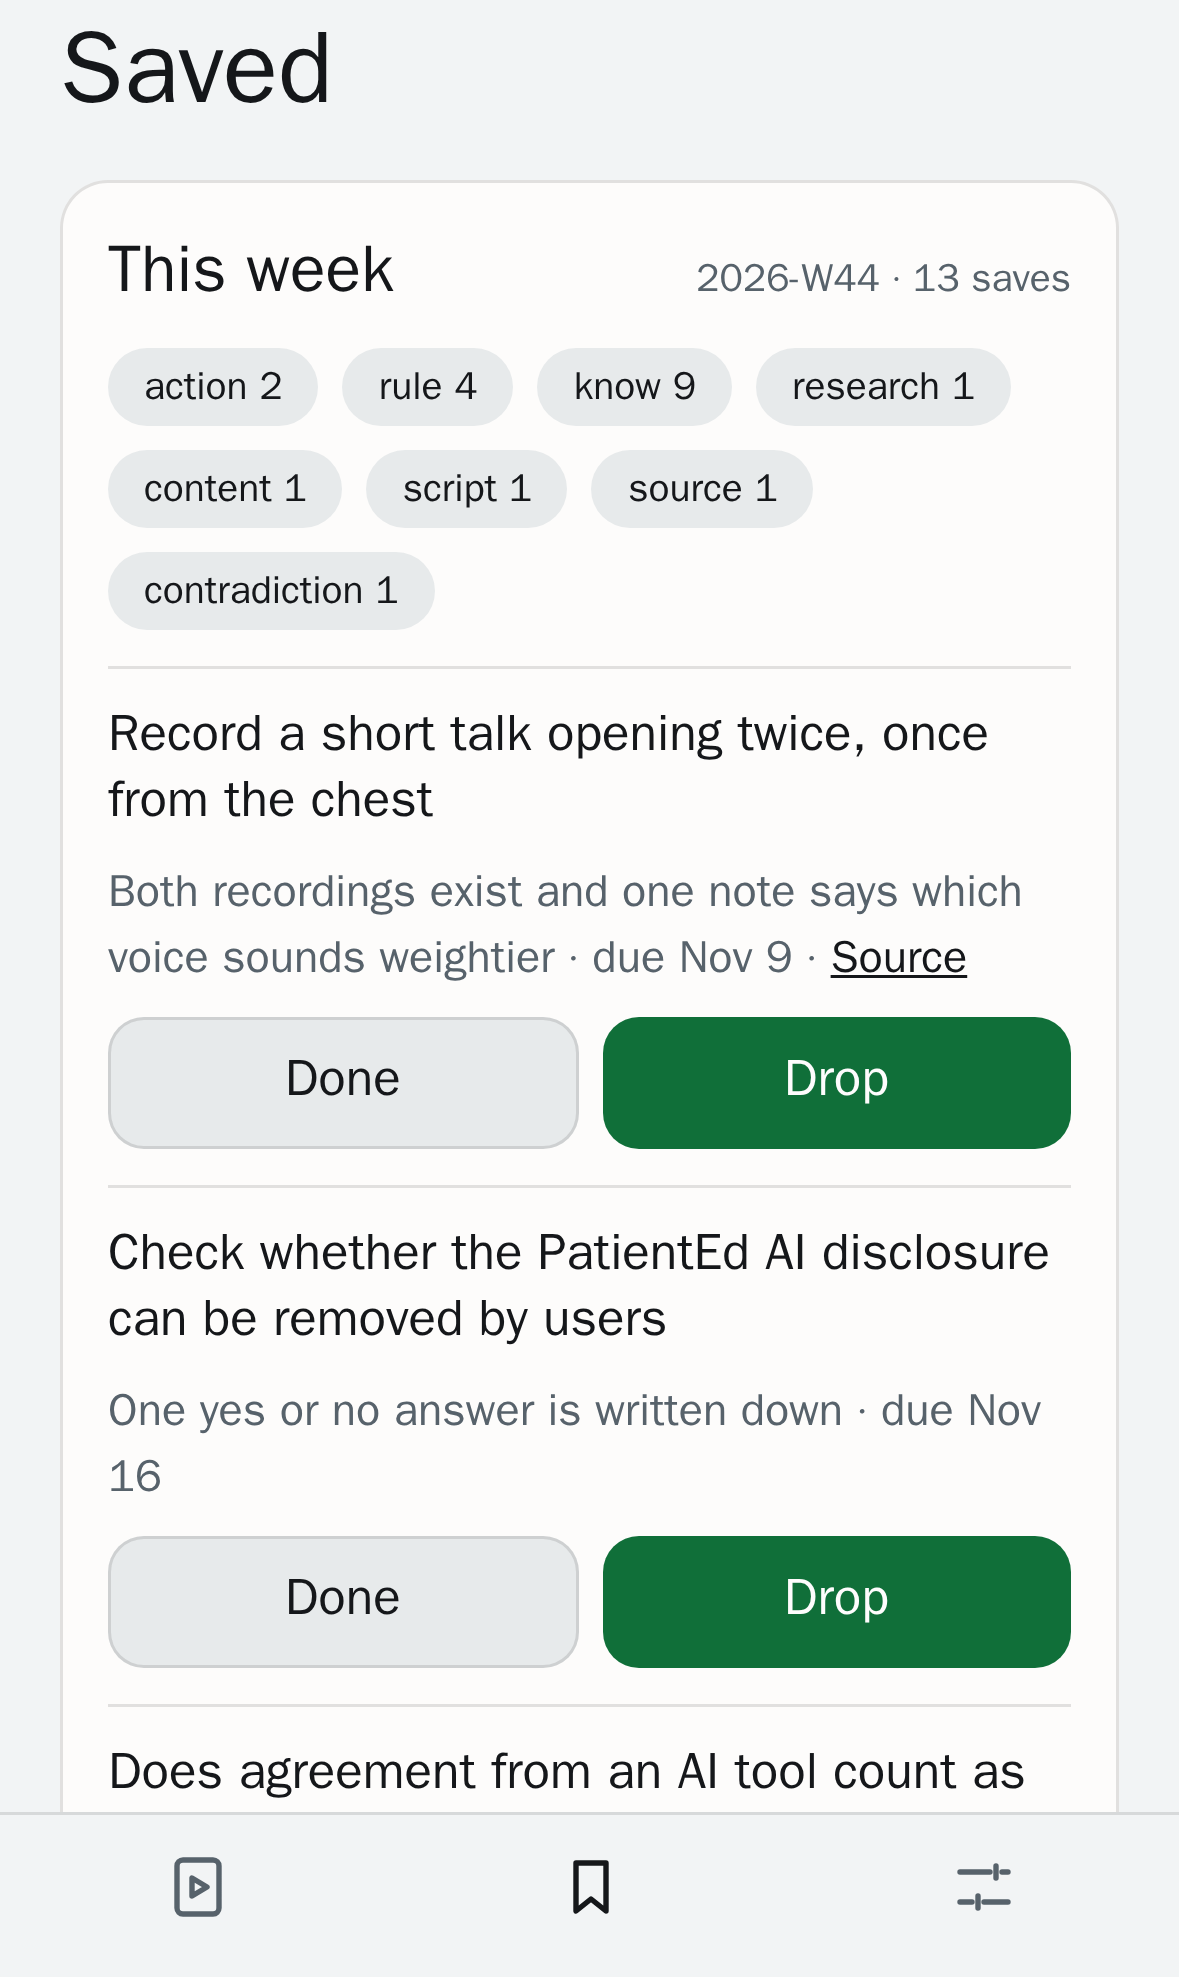 Saved
This week
2026-W44 · 13 saves
action 2
rule 4
know 9
research 1
content 1
script 1
source 1
contradiction 1
Record a short talk opening twice, once
from the chest
Both recordings exist and one note says which
voice sounds weightier · due Nov 9 · Source
Done
Drop
Check whether the PatientEd AI disclosure
can be removed by users
One yes or no answer is written down · due Nov
16
Done
Drop
Does agreement from an AI tool count as